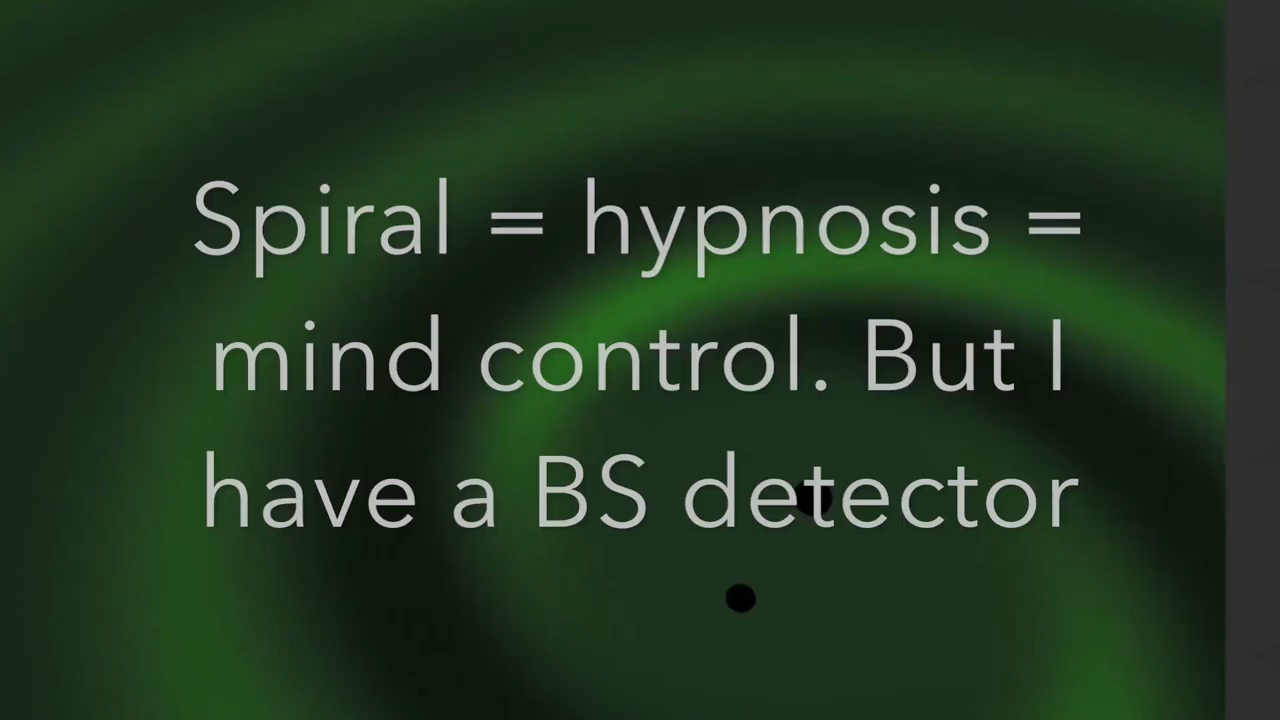 Spiral = hypnosis =
mind control. But I
have a BS detector